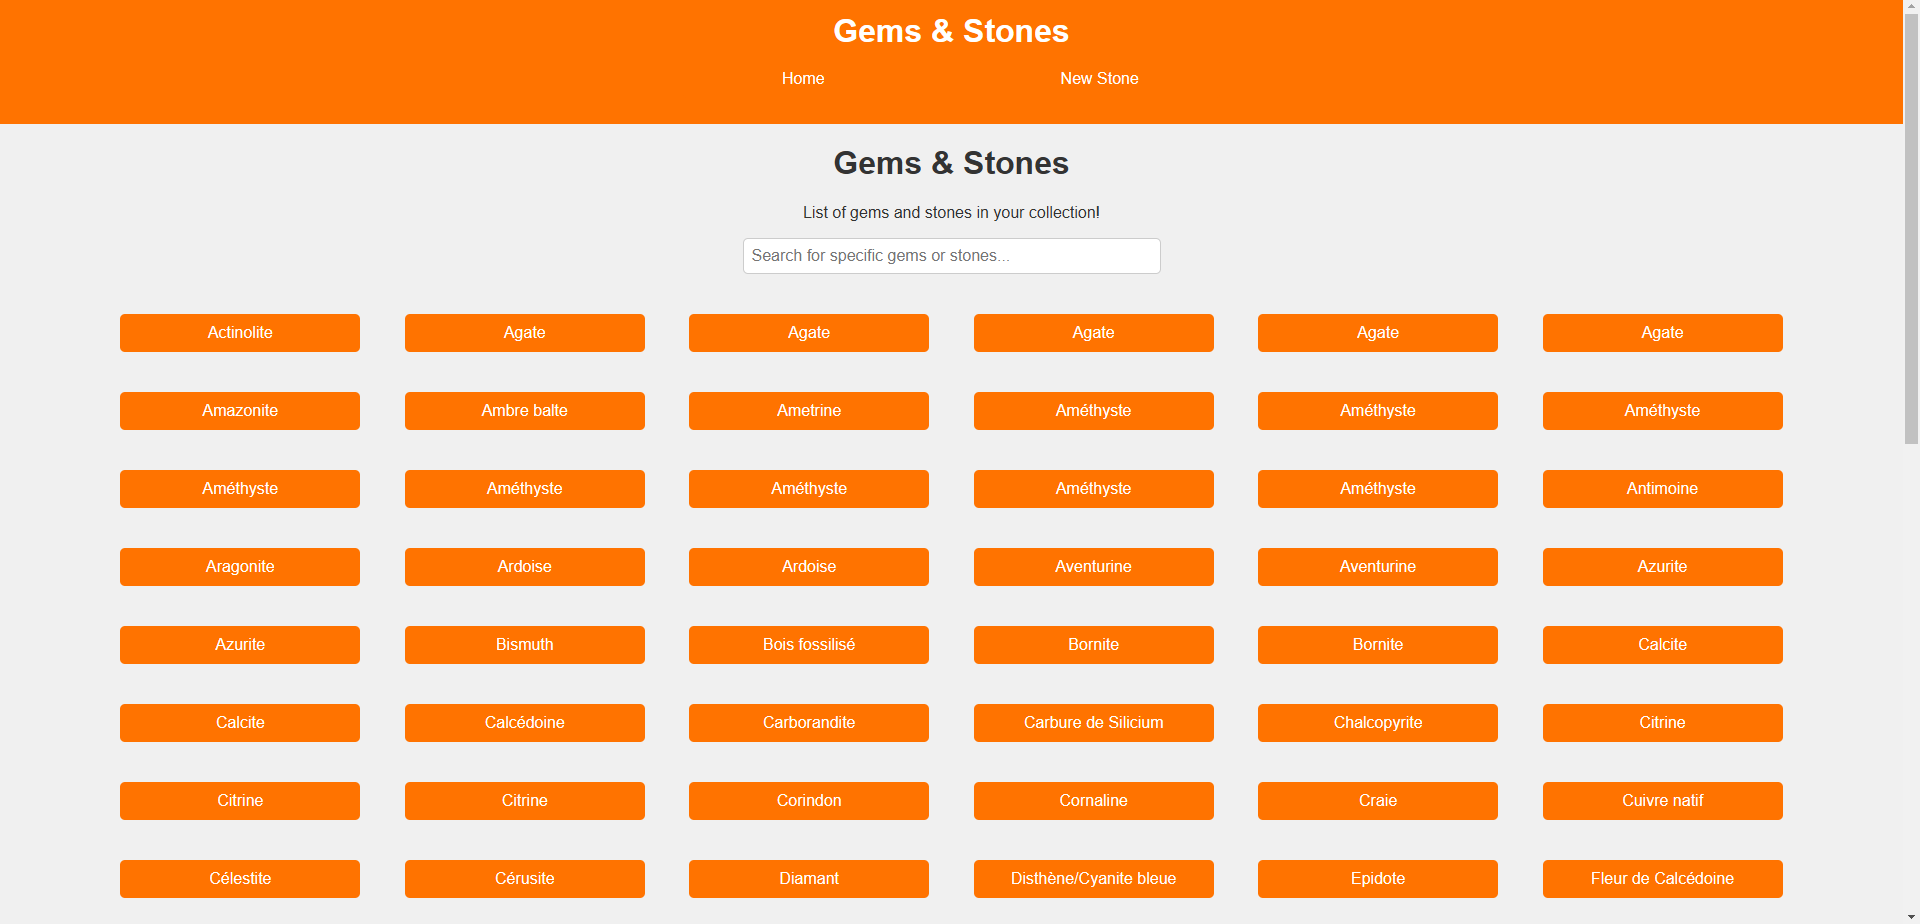 Gems & Stones
Home New Stone
Gems & Stones
List of gems and stones in your collection!
Search for specific gems or stones...
Actinolite Agate Agate Agate Agate Agate
Amazonite Ambre balte Ametrine Améthyste Améthyste Améthyste
Améthyste Améthyste Améthyste Améthyste Améthyste Antimoine
Aragonite Ardoise Ardoise Aventurine Aventurine Azurite
Azurite Bismuth Bois fossilisé Bornite Bornite Calcite
Calcite Calcédoine Carborandite Carbure de Silicium Chalcopyrite Citrine
Citrine Citrine Corindon Cornaline Craie Cuivre natif
Célestite Cérusite Diamant Disthène/Cyanite bleue Epidote Fleur de Calcédoine